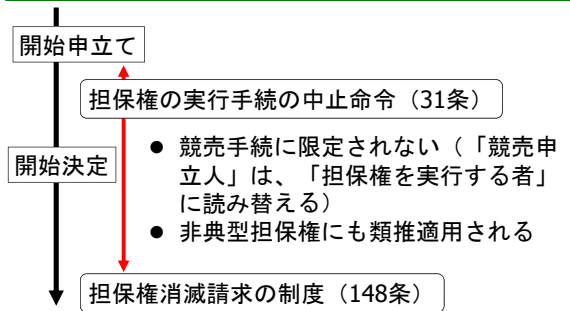 開始申立て
担保権の実行手続の中止命令（31条）
開始決定
● 競売手続に限定されない（「競売申
立人」は、「担保権を実行する者」
に読み替える）
● 非典型担保権にも類推適用される
担保権消滅請求の制度（148条）